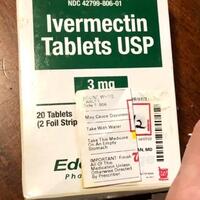 NDC 42799-806-01
Ivermectin
Tablets USP
3 mg
20 Tablets
(2 Foil Strip
May Cause Dizziness
Take With Water
Take This Medicine
On An Empty
Stomach
IMPORTANT: Finish
All Of This
Medication Unless
Otherwise Directed
By Prescriber
Ede
Pha